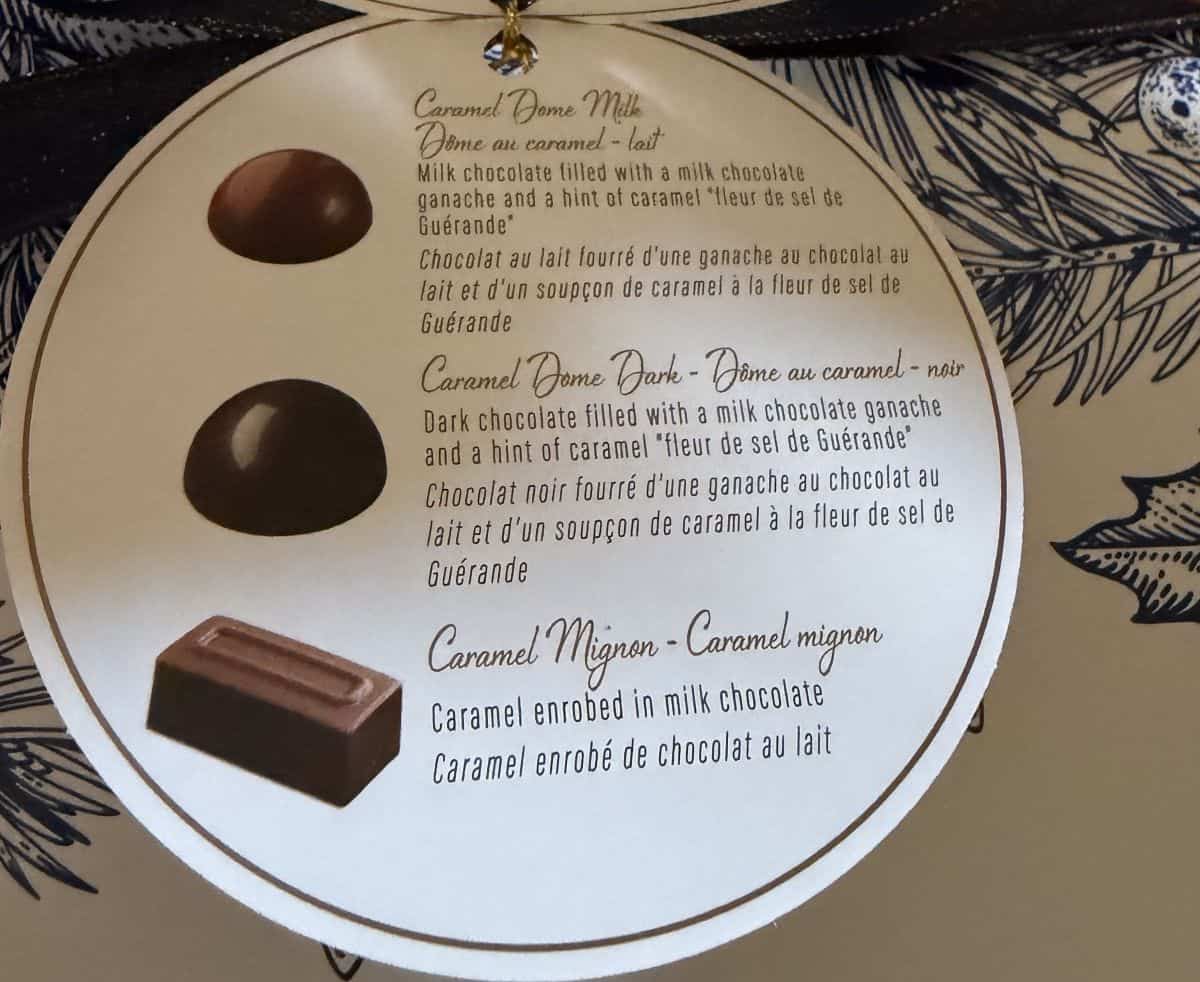 Caramel Dome Milk
Dôme au caramel - lait
Milk chocolate filled with a milk chocolate
ganache and a hint of caramel "fleur de sel de
Guérande"
Chocolat au lait fourré d'une ganache au chocolat au
lait et d'un soupçon de caramel à la fleur de sel de
Guérande
Caramel Dome Dark - Dôme au caramel - noir
Dark chocolate filled with a milk chocolate ganache
and a hint of caramel "fleur de sel de Guérande"
Chocolat noir fourré d'une ganache au chocolat au
lait et d'un soupçon de caramel à la fleur de sel de
Guérande
Caramel Mignon - Caramel mignon
Caramel enrobed in milk chocolate
Caramel enrobé de chocolat au lait